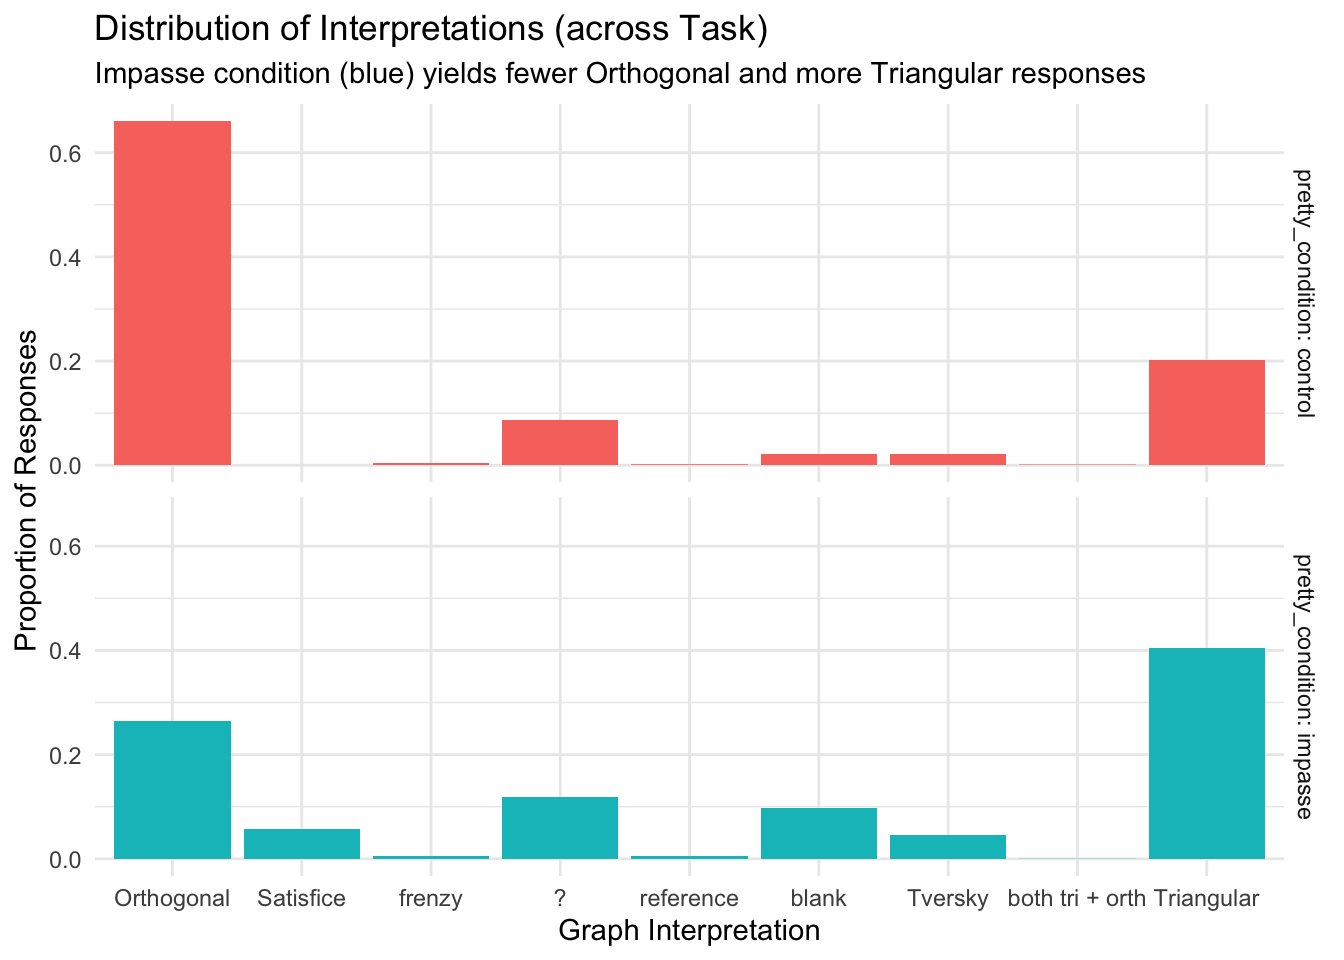 Distribution of Interpretations (across Task)
Impasse condition (blue) yields fewer Orthogonal and more Triangular responses
Proportion of Responses
0.6
0.4
0.2
0.0
pretty_condition: control
0.6
0.4
0.2
0.0
pretty_condition: impasse
Orthogonal Satisfice frenzy ? reference blank Tversky both tri + orth Triangular
Graph Interpretation